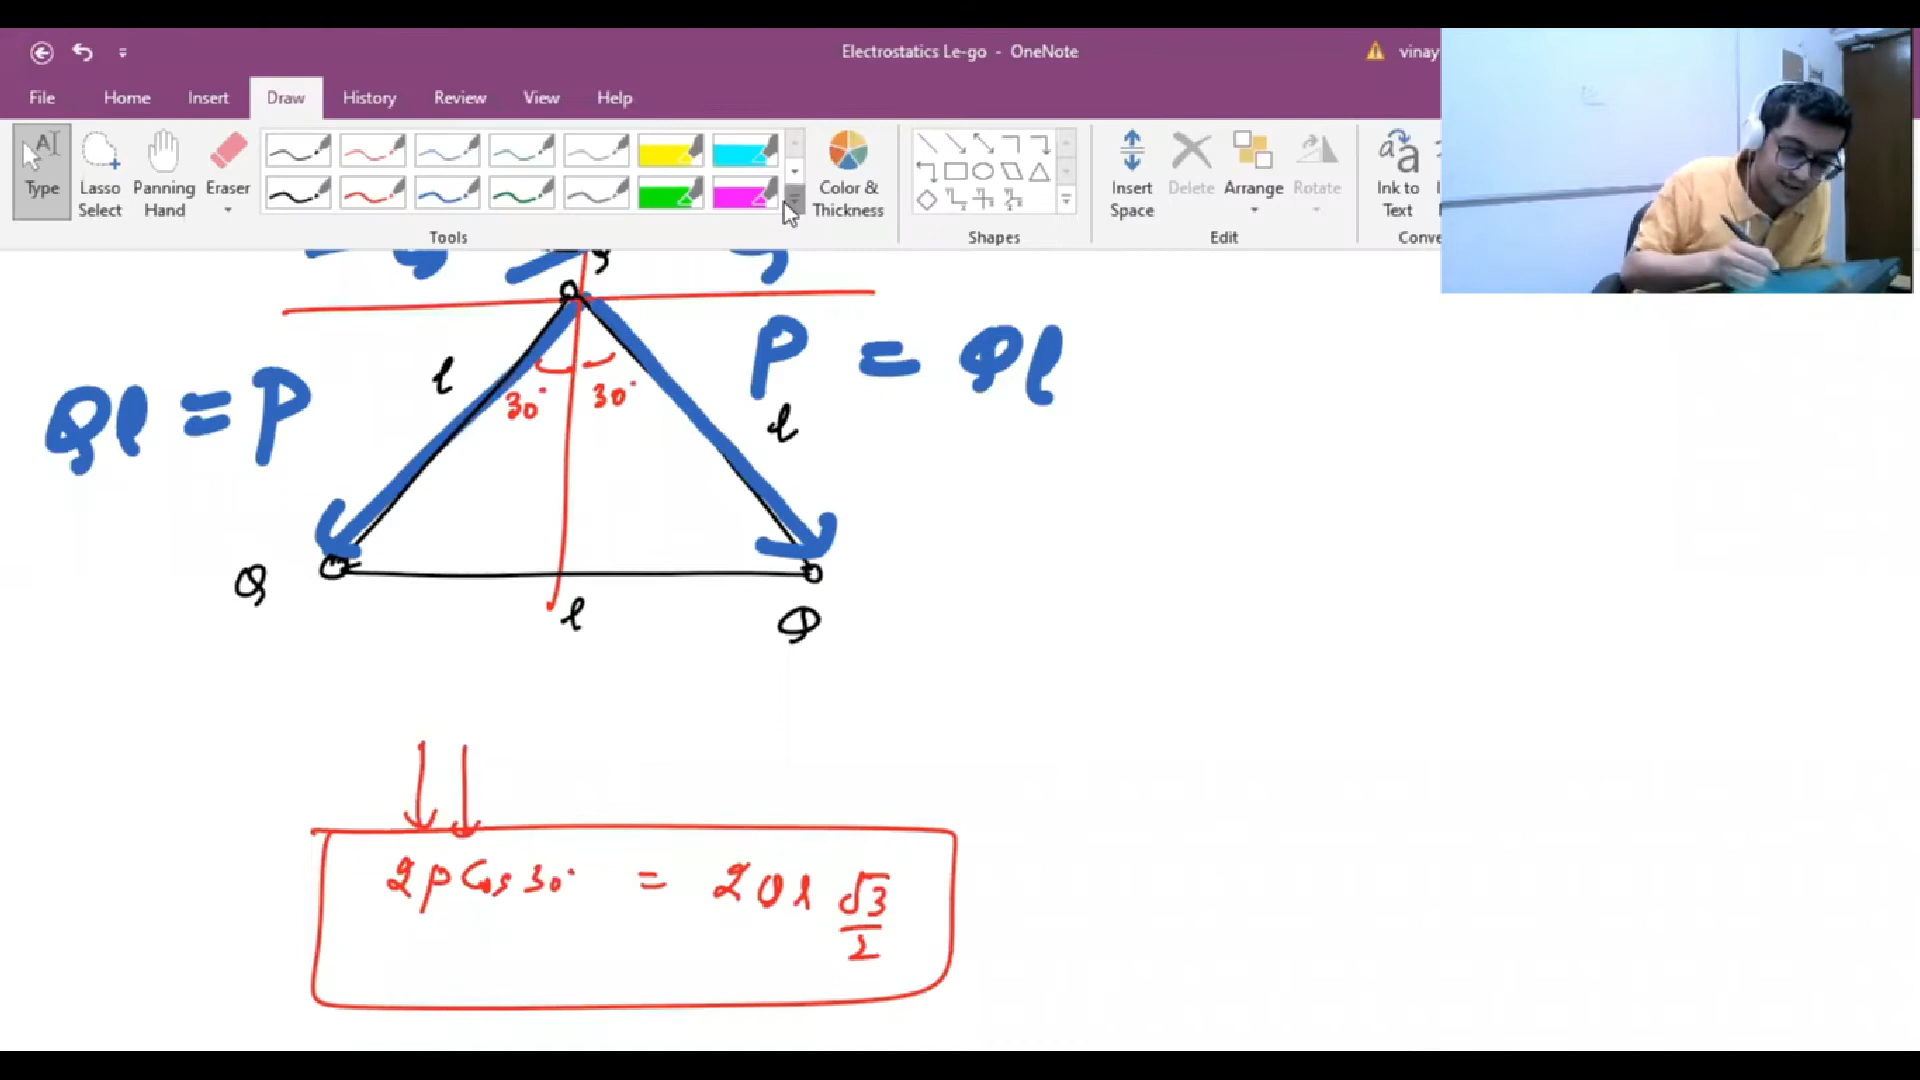 Electrostatics Le-go - OneNote
vinay
File Home Insert Draw History Review View Help
Type
Lasso Select
Panning Hand
Eraser
Color & Thickness
Insert Space
Delete
Arrange
Rotate
Ink to Text
Tools
Shapes
Edit
Conve
l
30° 30°
P = Ql
Ql = P
l
Q
l
Q
2p Cos 30° = 2Ql √3/2